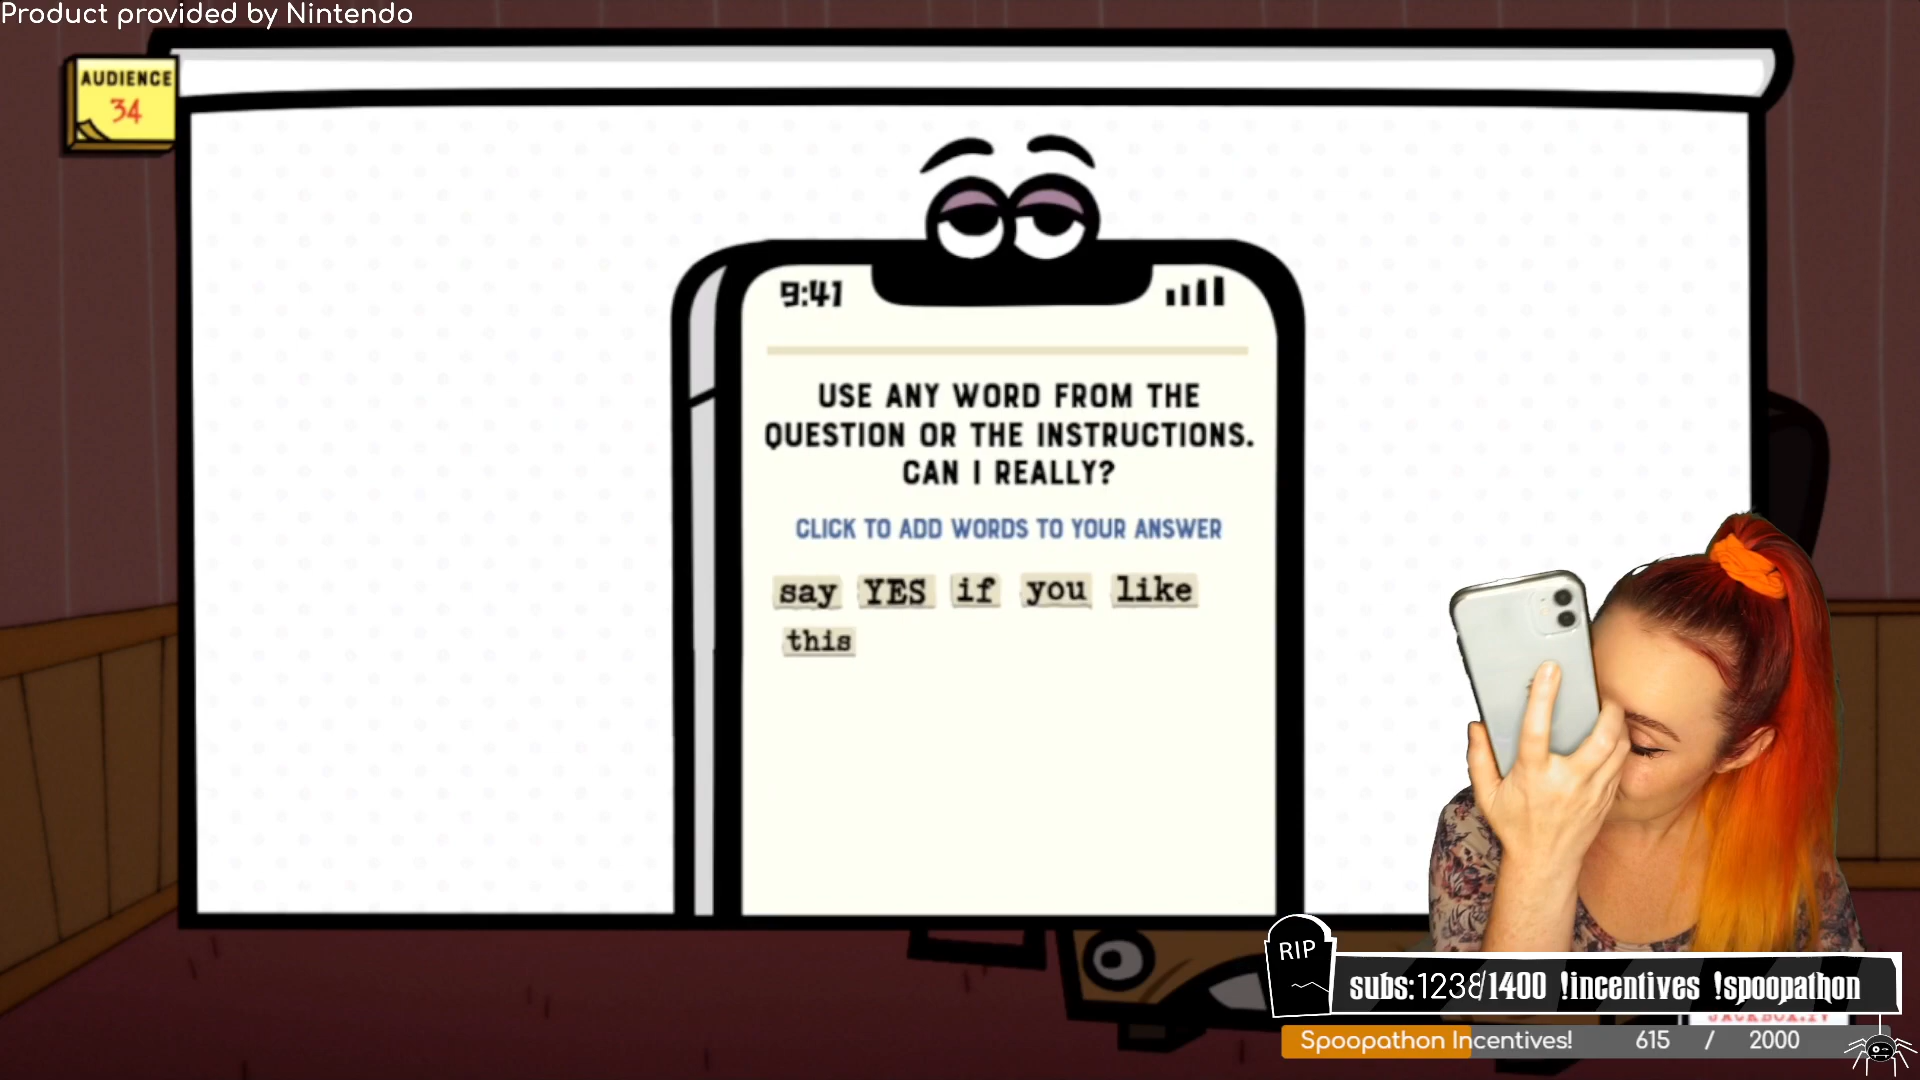 Product provided by Nintendo
AUDIENCE
34
9:41
USE ANY WORD FROM THE
QUESTION OR THE INSTRUCTIONS.
CAN I REALLY?
CLICK TO ADD WORDS TO YOUR ANSWER
say YES if you like
this
RIP
subs:1238/1400 !incentives !spoopathon
JACKBOX.TV
Spoopathon Incentives! 615 / 2000